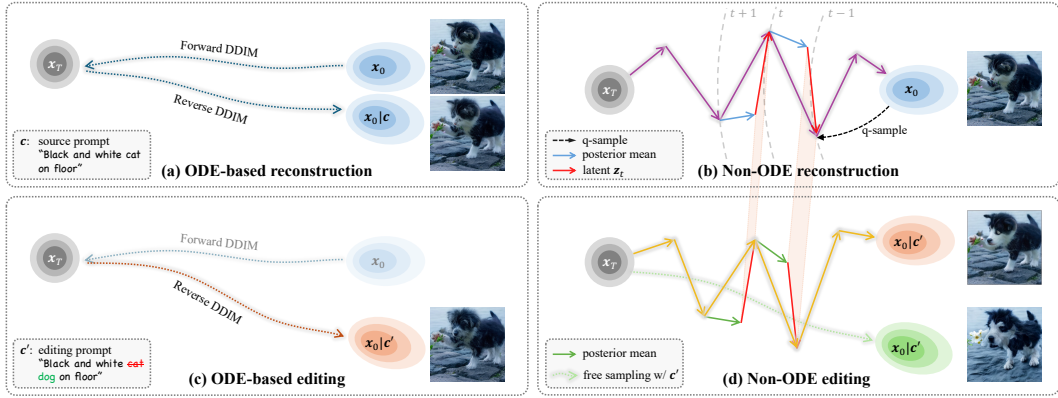 Forward DDIM
x_T
x_0
Reverse DDIM
x_0|c
c: source prompt
"Black and white cat
on floor"
(a) ODE-based reconstruction
t + 1
t
t − 1
x_T
x_0
q-sample
q-sample
posterior mean
latent z_t
(b) Non-ODE reconstruction
Forward DDIM
x_T
x_0
Reverse DDIM
x_0|c′
c′: editing prompt
"Black and white cat
dog on floor"
(c) ODE-based editing
x_0|c′
x_T
x_0|c′
posterior mean
free sampling w/ c′
(d) Non-ODE editing